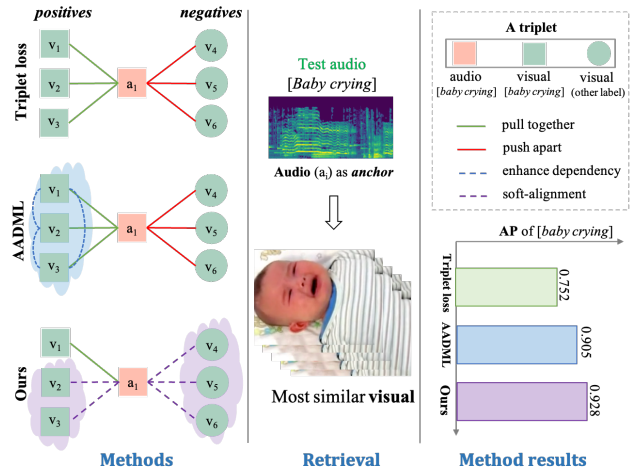 positives
negatives
Triplet loss
v1
v2
v3
a1
v4
v5
v6
AADML
v1
v2
v3
a1
v4
v5
v6
Ours
v1
v2
v3
a1
v4
v5
v6
Methods
Test audio
[Baby crying]
Audio (ai) as anchor
Most similar visual
Retrieval
A triplet
audio visual visual
[baby crying] [baby crying] (other label)
pull together
push apart
enhance dependency
soft-alignment
AP of [baby crying]
Triplet loss
0.752
AADML
0.905
Ours
0.928
Method results